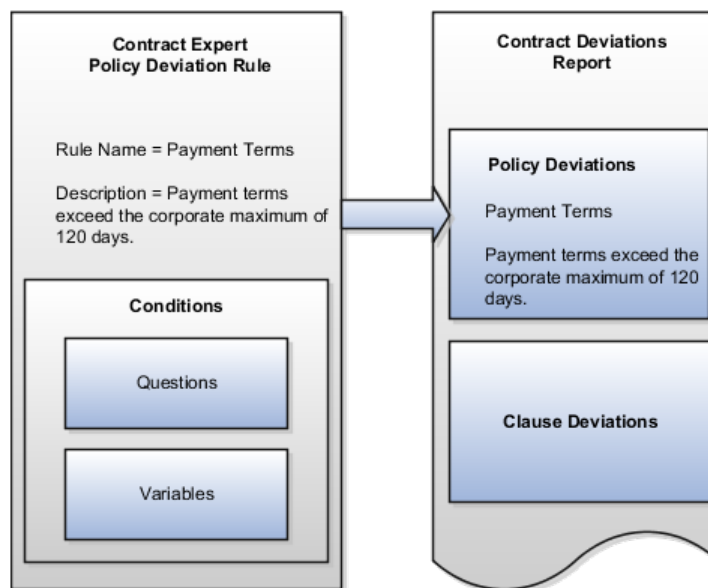 Contract Expert
Policy Deviation Rule
Rule Name = Payment Terms
Description = Payment terms
exceed the corporate maximum of
120 days.
Conditions
Questions
Variables
Contract Deviations
Report
Policy Deviations
Payment Terms
Payment terms exceed the
corporate maximum of 120
days.
Clause Deviations